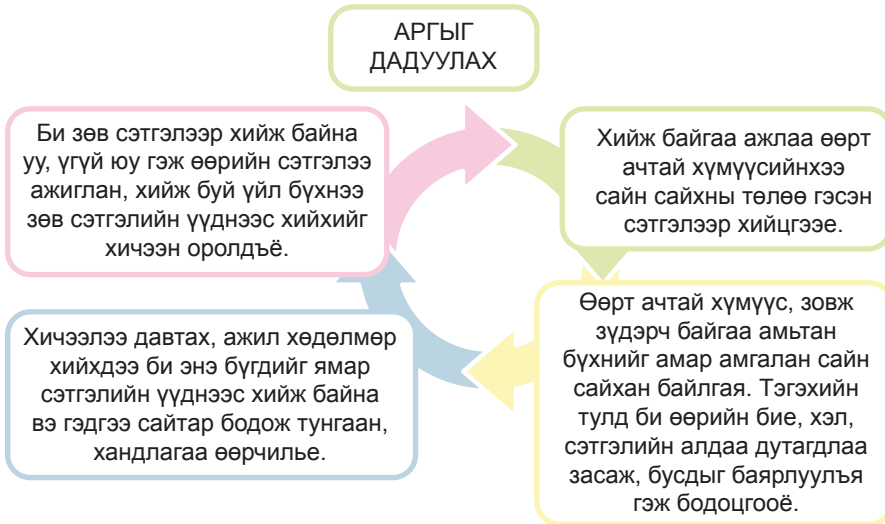 АРГЫГ
ДАДУУЛАХ
Би зөв сэтгэлээр хийж байна
уу, үгүй юу гэж өөрийн сэтгэлээ
ажиглан, хийж буй үйл бүхнээ
зөв сэтгэлийн үүднээс хийхийг
хичээн оролдъё.
Хийж байгаа ажлаа өөрт
ачтай хүмүүсийнхээ
сайн сайхны төлөө гэсэн
сэтгэлээр хийцгээе.
Өөрт ачтай хүмүүс, зовж
зүдэрч байгаа амьтан
бүхнийг амар амгалан сайн
сайхан байлгая. Тэгэхийн
тулд би өөрийн бие, хэл,
сэтгэлийн алдаа дутагдлаа
засаж, бусдыг баярлуулъя
гэж бодоцгооё.
Хичээлээ давтах, ажил хөдөлмөр
хийхдээ би энэ бүгдийг ямар
сэтгэлийн үүднээс хийж байна
вэ гэдгээ сайтар бодож тунгаан,
хандлагаа өөрчилье.